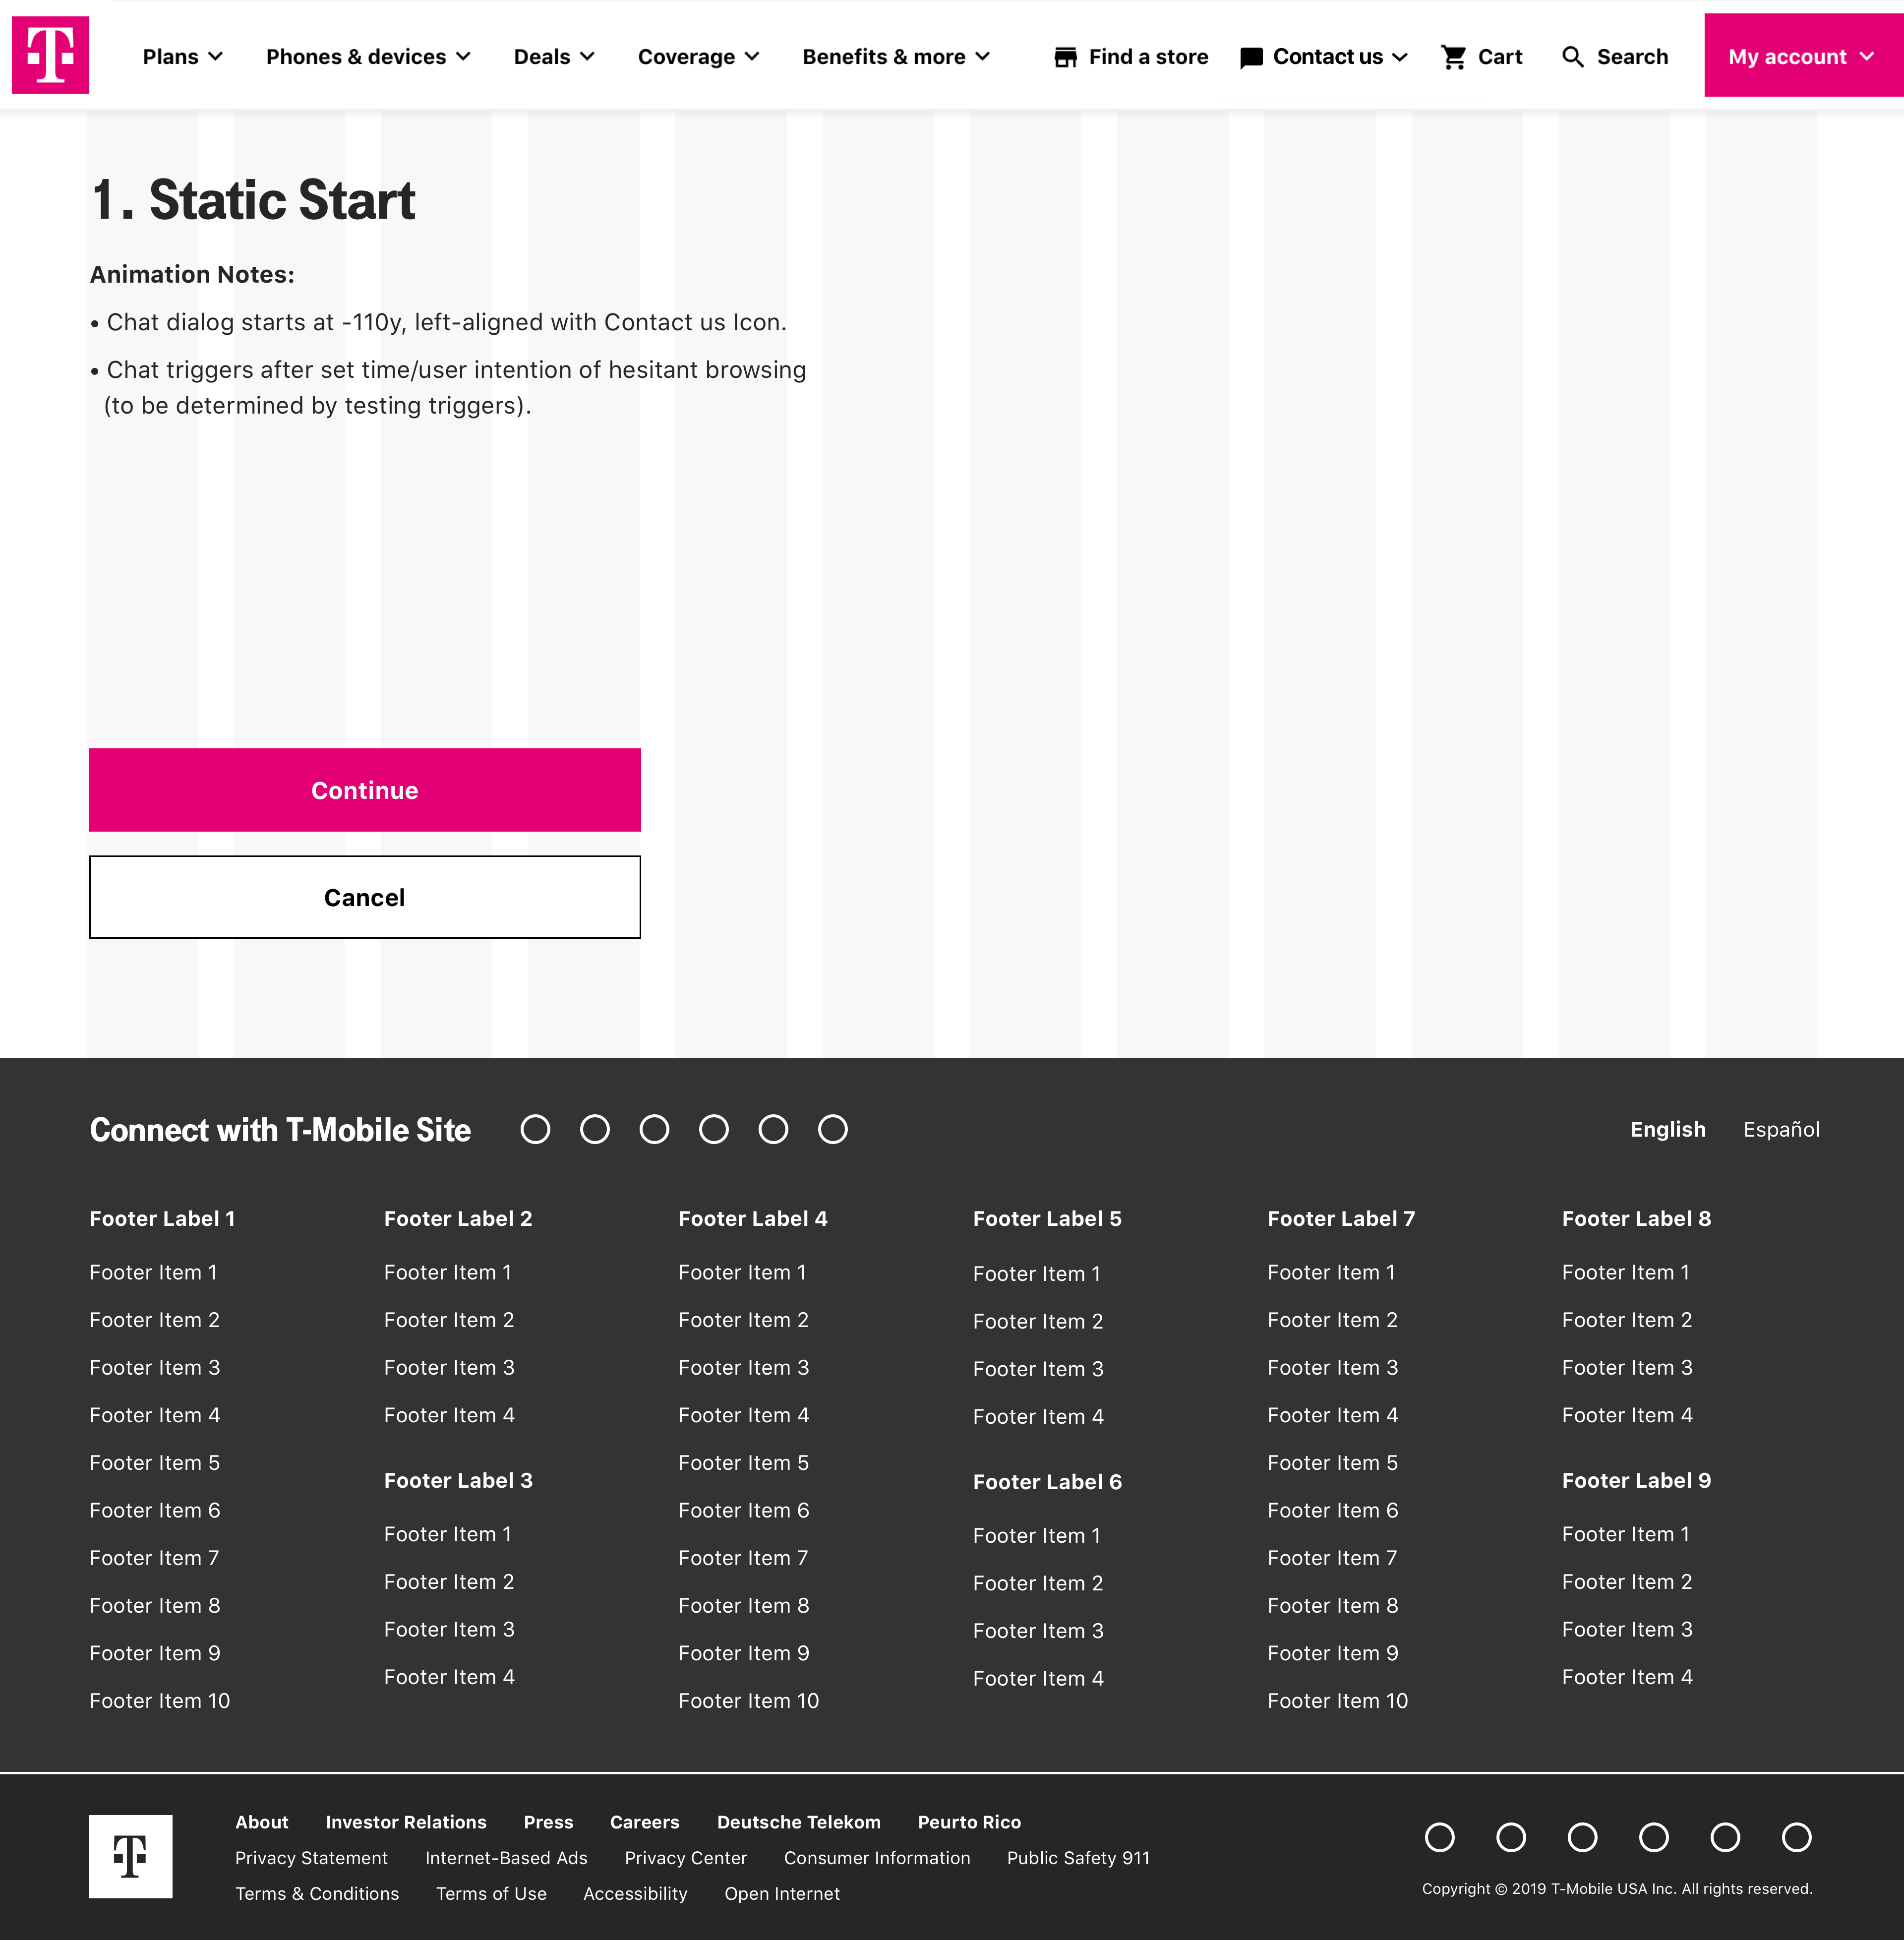 T Plans Phones & devices Deals Coverage Benefits & more Find a store Contact us Cart Search My account
1. Static Start
Animation Notes:
• Chat dialog starts at -110y, left-aligned with Contact us Icon.
• Chat triggers after set time/user intention of hesitant browsing
(to be determined by testing triggers).
Continue
Cancel
Connect with T-Mobile Site English Español
Footer Label 1
Footer Item 1
Footer Item 2
Footer Item 3
Footer Item 4
Footer Item 5
Footer Item 6
Footer Item 7
Footer Item 8
Footer Item 9
Footer Item 10
Footer Label 2
Footer Item 1
Footer Item 2
Footer Item 3
Footer Item 4
Footer Label 3
Footer Item 1
Footer Item 2
Footer Item 3
Footer Item 4
Footer Label 4
Footer Item 1
Footer Item 2
Footer Item 3
Footer Item 4
Footer Item 5
Footer Item 6
Footer Item 7
Footer Item 8
Footer Item 9
Footer Item 10
Footer Label 5
Footer Item 1
Footer Item 2
Footer Item 3
Footer Item 4
Footer Label 6
Footer Item 1
Footer Item 2
Footer Item 3
Footer Item 4
Footer Label 7
Footer Item 1
Footer Item 2
Footer Item 3
Footer Item 4
Footer Item 5
Footer Item 6
Footer Item 7
Footer Item 8
Footer Item 9
Footer Item 10
Footer Label 8
Footer Item 1
Footer Item 2
Footer Item 3
Footer Item 4
Footer Label 9
Footer Item 1
Footer Item 2
Footer Item 3
Footer Item 4
T
About Investor Relations Press Careers Deutsche Telekom Peurto Rico
Privacy Statement Internet-Based Ads Privacy Center Consumer Information Public Safety 911
Terms & Conditions Terms of Use Accessibility Open Internet
Copyright © 2019 T-Mobile USA Inc. All rights reserved.